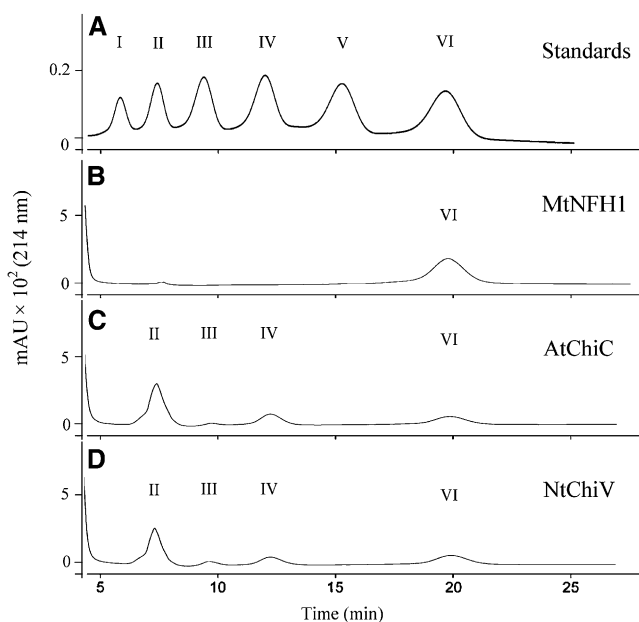 A
I II III IV V VI
Standards
0.2
0
B
MtNFH1
VI
5
0
mAU × 10² (214 nm)
C
II III IV VI
AtChiC
5
0
D
II III IV VI
NtChiV
5
0
5 10 15 20 25
Time (min)